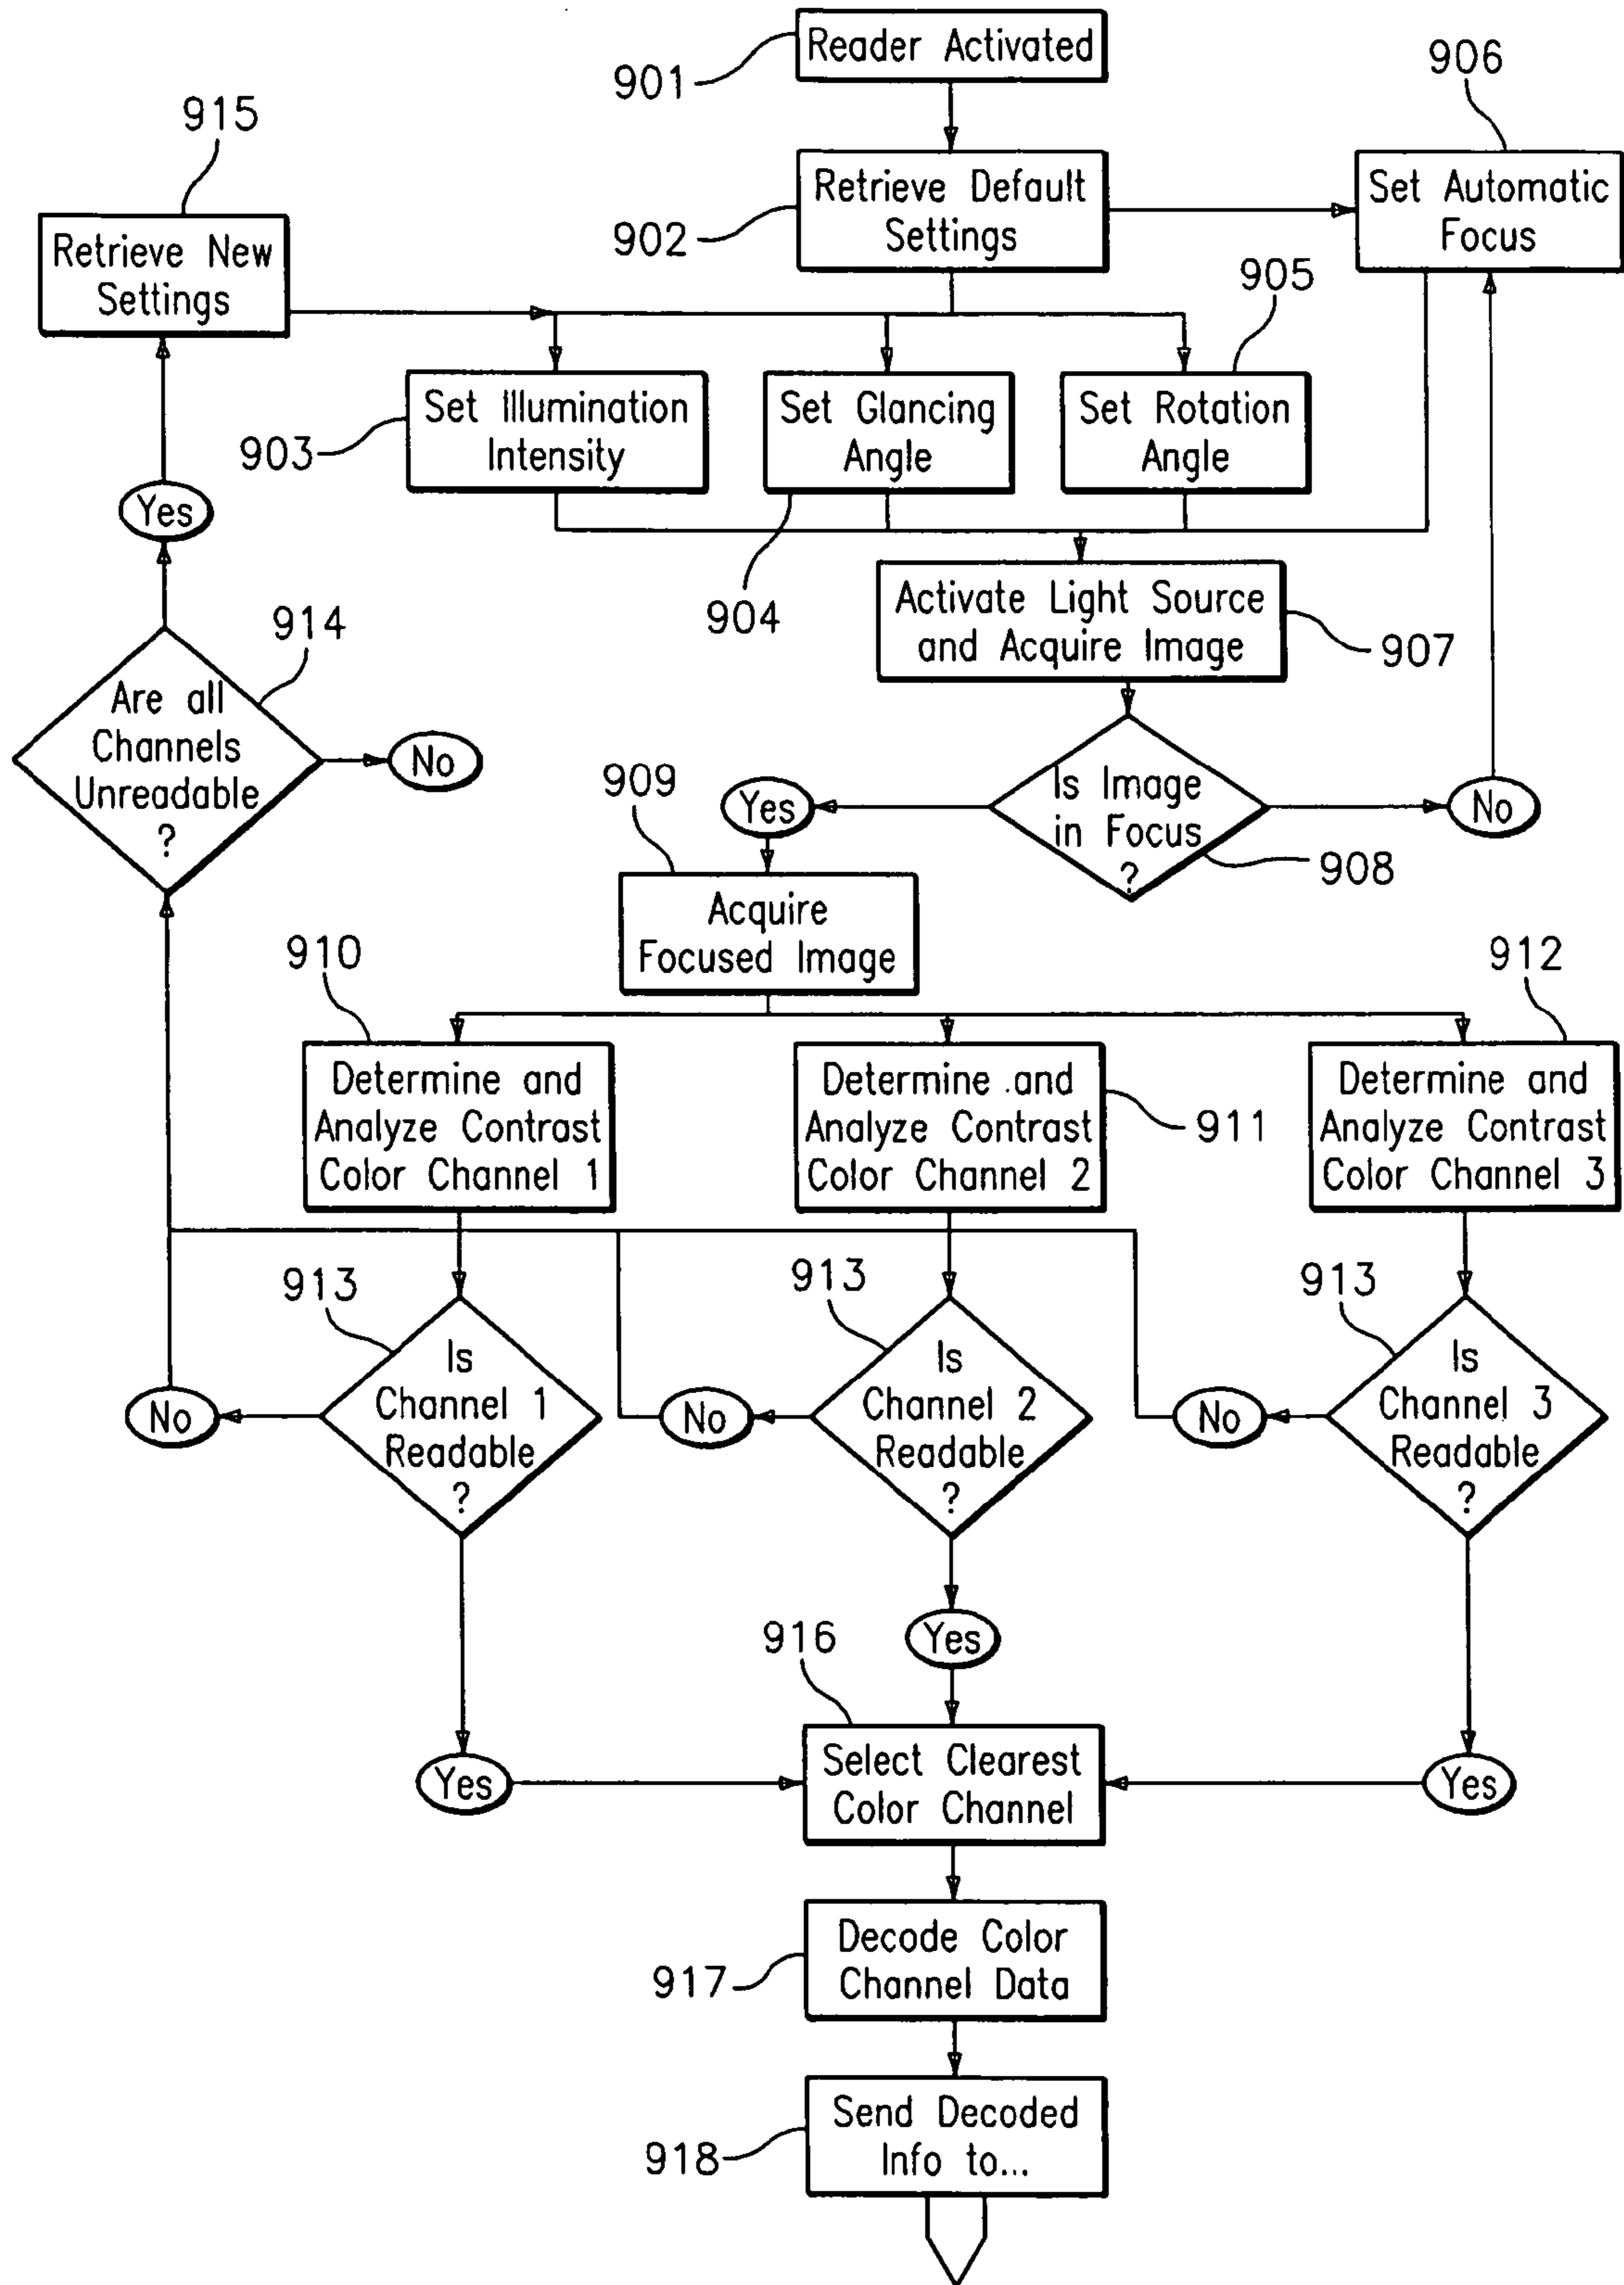 Reader Activated
901
906
915
Retrieve Default
Settings
902
Set Automatic
Focus
Retrieve New
Settings
905
Set Illumination
Intensity
903
Set Glancing
Angle
904
Set Rotation
Angle
Yes
Activate Light Source
and Acquire Image
907
914
Are all
Channels
Unreadable
?
No
Is Image
in Focus
?
908
Yes
No
909
Acquire
Focused Image
910
912
Determine and
Analyze Contrast
Color Channel 1
Determine and
Analyze Contrast
Color Channel 2
911
Determine and
Analyze Contrast
Color Channel 3
913
913
913
Is
Channel 1
Readable
?
No
Is
Channel 2
Readable
?
No
Is
Channel 3
Readable
?
No
Yes
916
Yes
Select Clearest
Color Channel
Yes
Decode Color
Channel Data
917
Send Decoded
Info to...
918